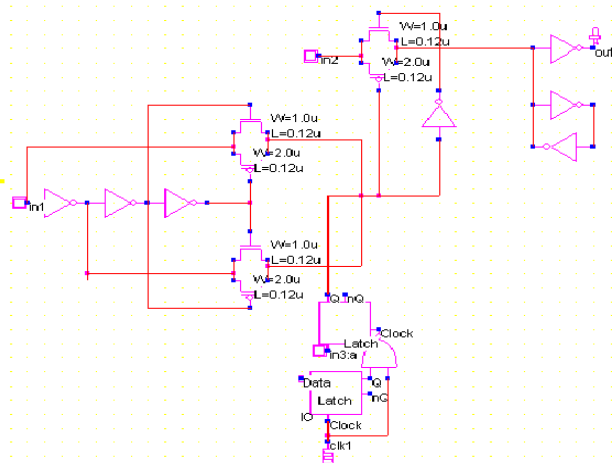 W=1.0u
L=0.12u
in2
W=2.0u
L=0.12u
out1
W=1.0u
L=0.12u
W=2.0u
L=0.12u
in1
W=1.0u
L=0.12u
W=2.0u
L=0.12u
Q nQ
Clock
Latch
in3:a
Data
Q
Latch
nQ
Clock
clk1